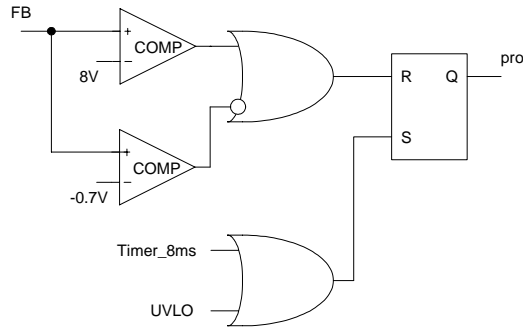 FB
pro
+
COMP
−
8V
R
Q
+
COMP
−
-0.7V
S
Timer_8ms
UVLO